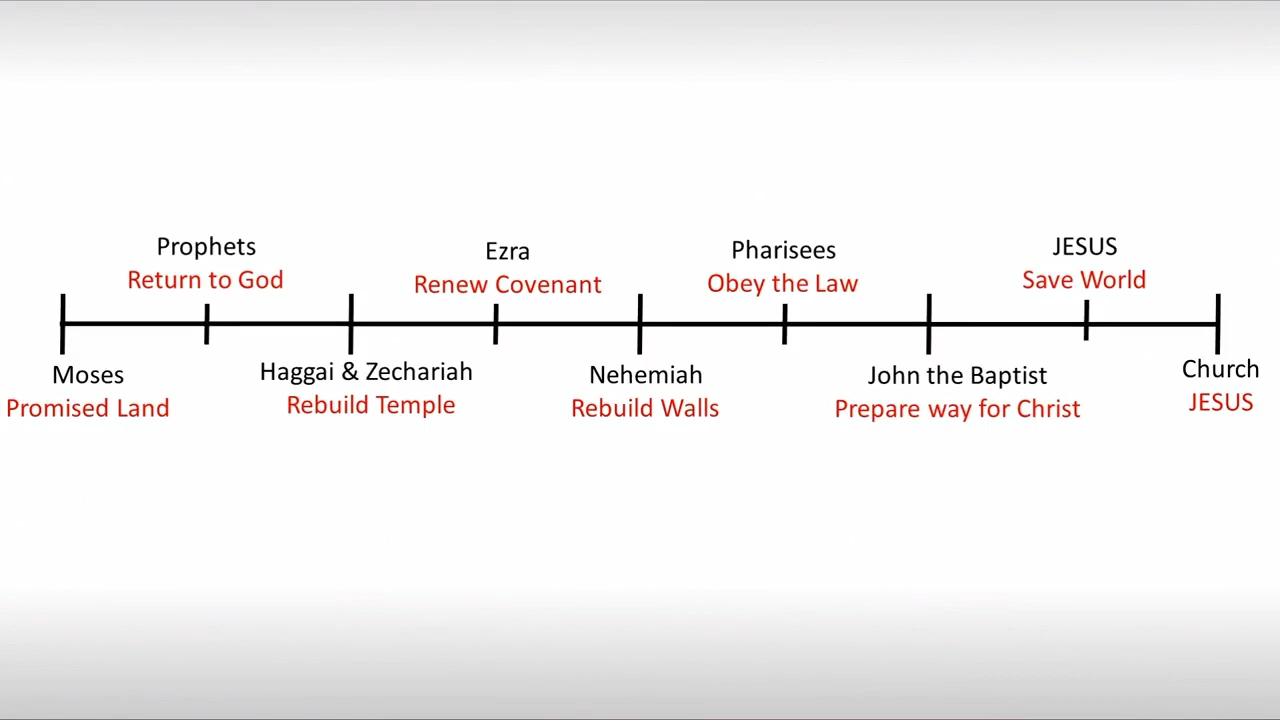 Prophets
Return to God
Ezra
Renew Covenant
Pharisees
Obey the Law
JESUS
Save World
Moses
Promised Land
Haggai & Zechariah
Rebuild Temple
Nehemiah
Rebuild Walls
John the Baptist
Prepare way for Christ
Church
JESUS